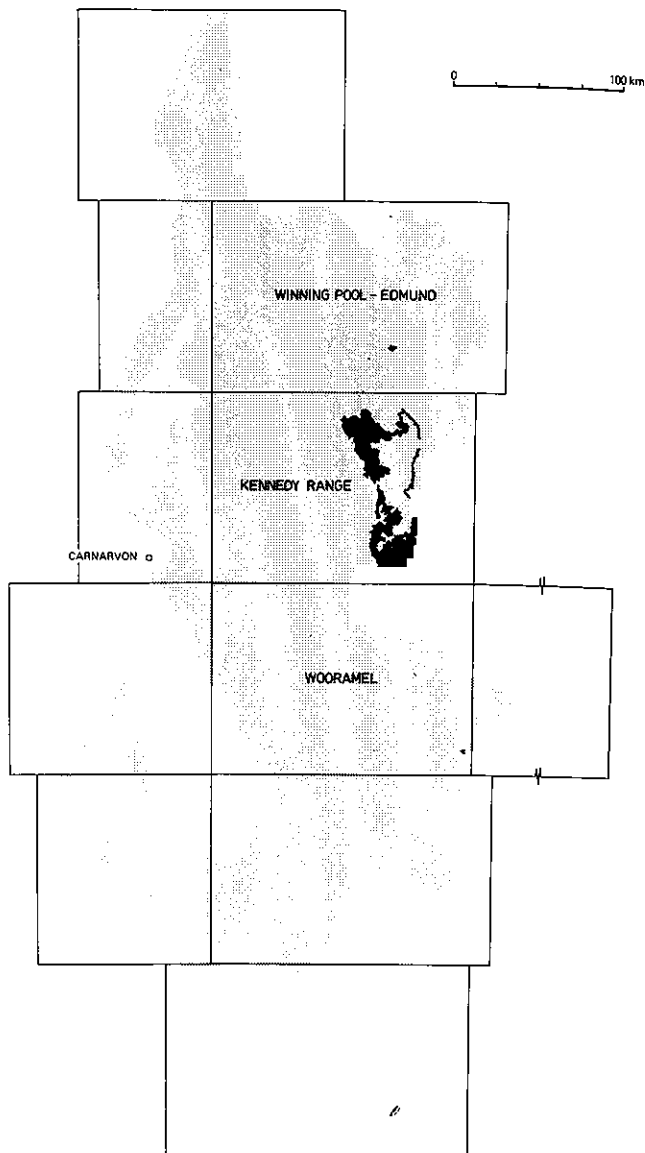 0 100 km
WINNING POOL - EDMUND
KENNEDY RANGE
CARNARVON
WOORAMEL